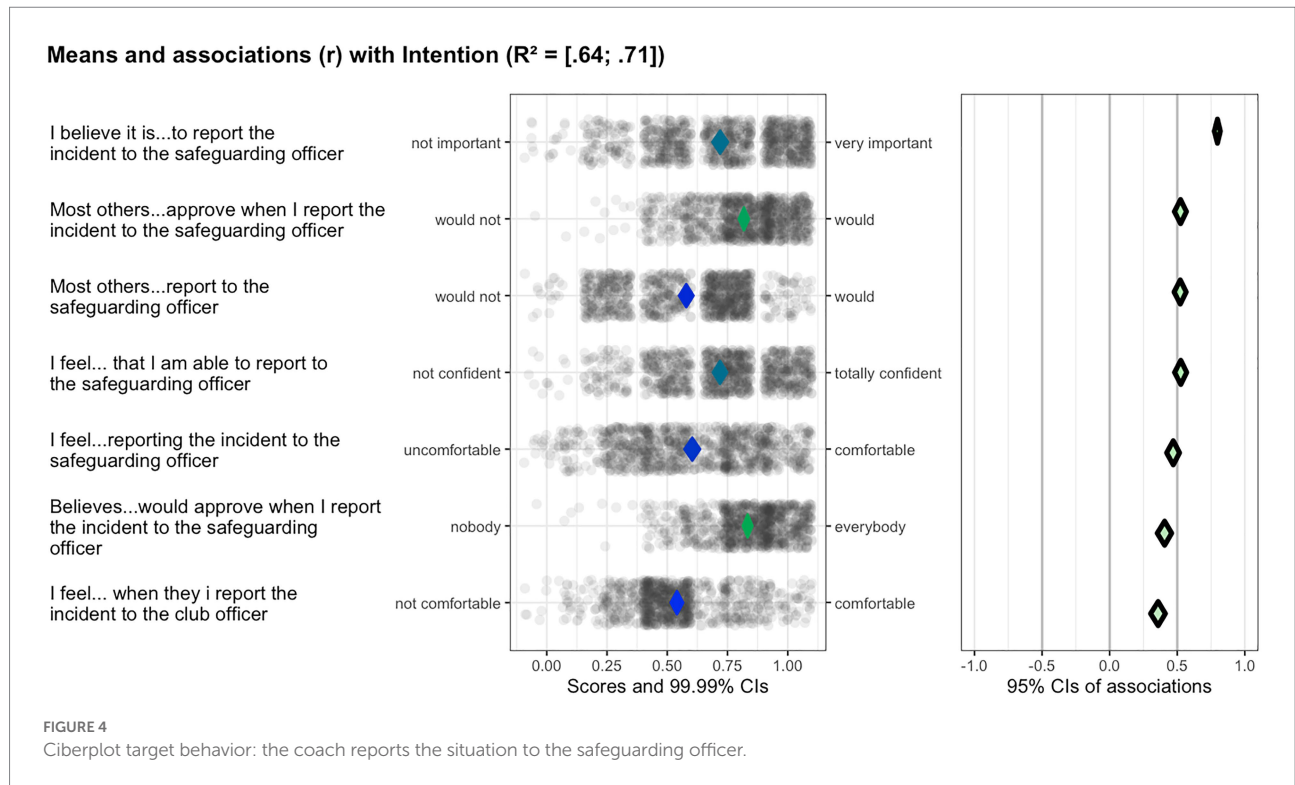 Means and associations (r) with Intention (R² = [.64; .71])
I believe it is...to report the
incident to the safeguarding officer
not important
very important
Most others...approve when I report the
incident to the safeguarding officer
would not
would
Most others...report to the
safeguarding officer
would not
would
I feel... that I am able to report to
the safeguarding officer
not confident
totally confident
I feel...reporting the incident to the
safeguarding officer
uncomfortable
comfortable
Believes...would approve when I report
the incident to the safeguarding
officer
nobody
everybody
I feel... when they i report the
incident to the club officer
not comfortable
comfortable
0.00 0.25 0.50 0.75 1.00
Scores and 99.99% CIs
-1.0 -0.5 0.0 0.5 1.0
95% CIs of associations
FIGURE 4
Ciberplot target behavior: the coach reports the situation to the safeguarding officer.